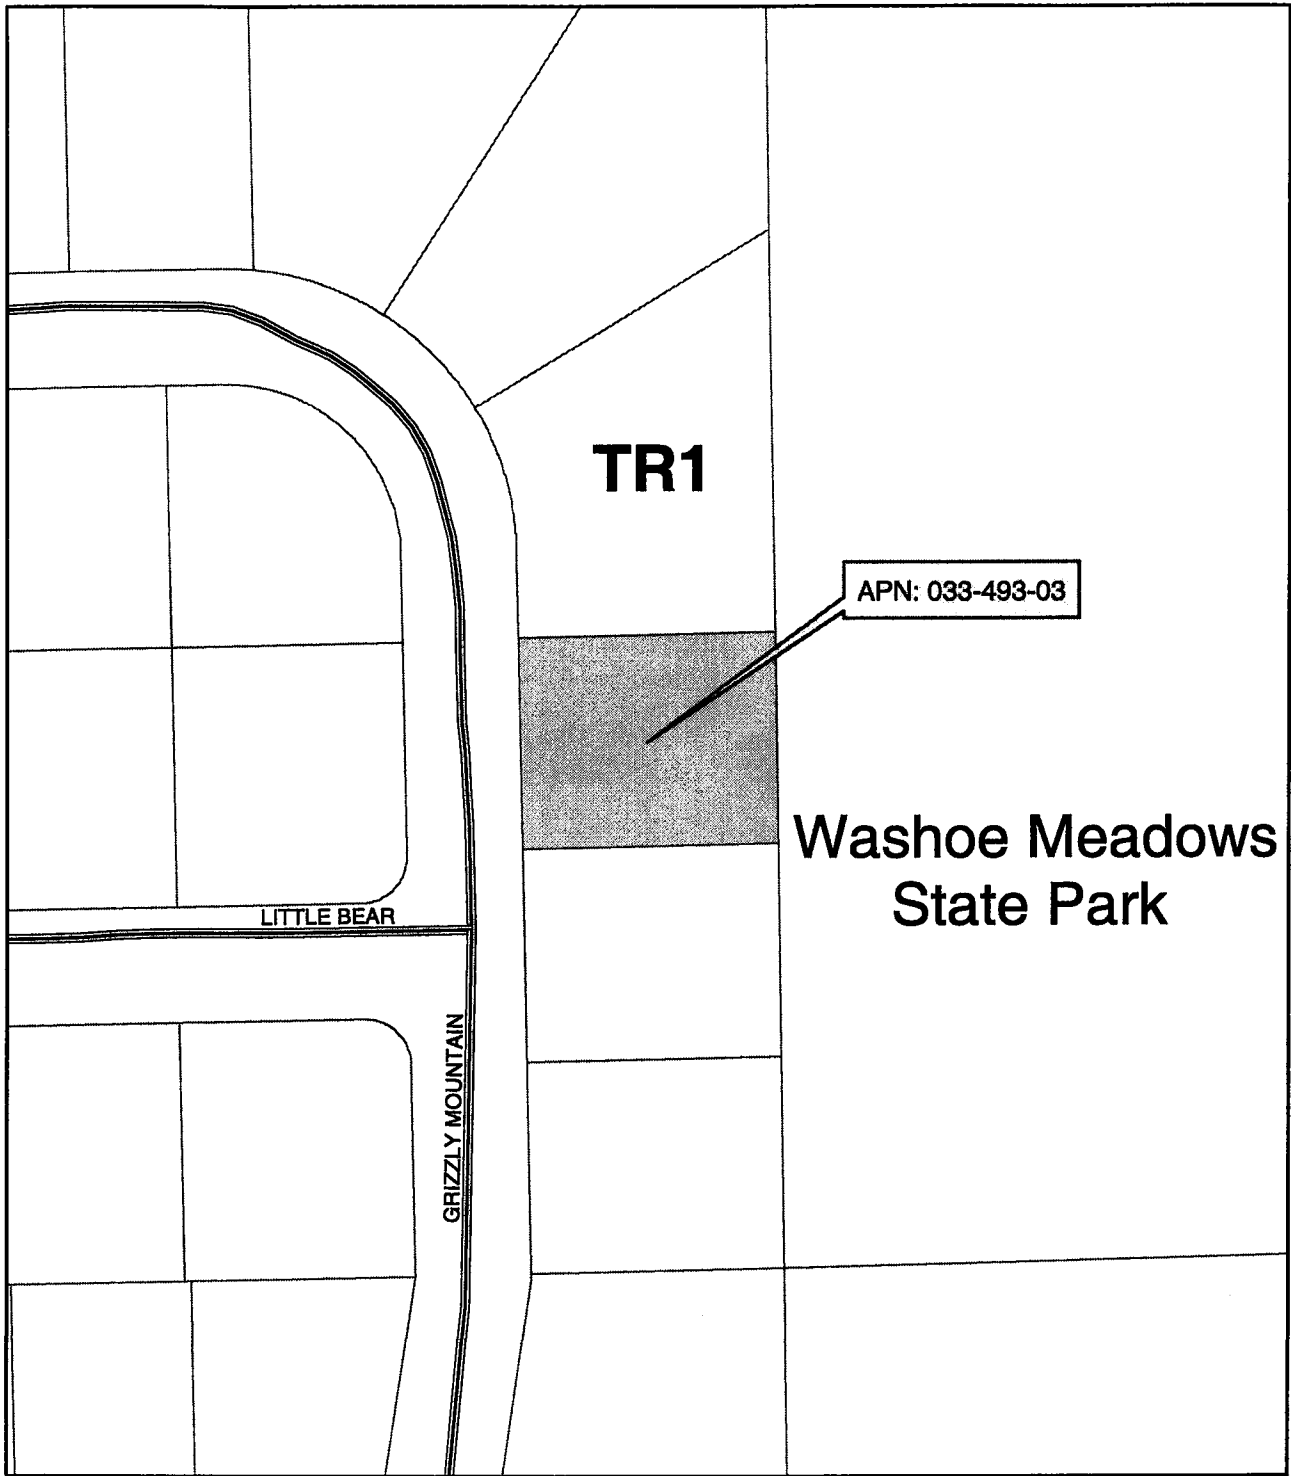 TR1
APN: 033-493-03
Washoe Meadows
State Park
LITTLE BEAR
GRIZZLY MOUNTAIN